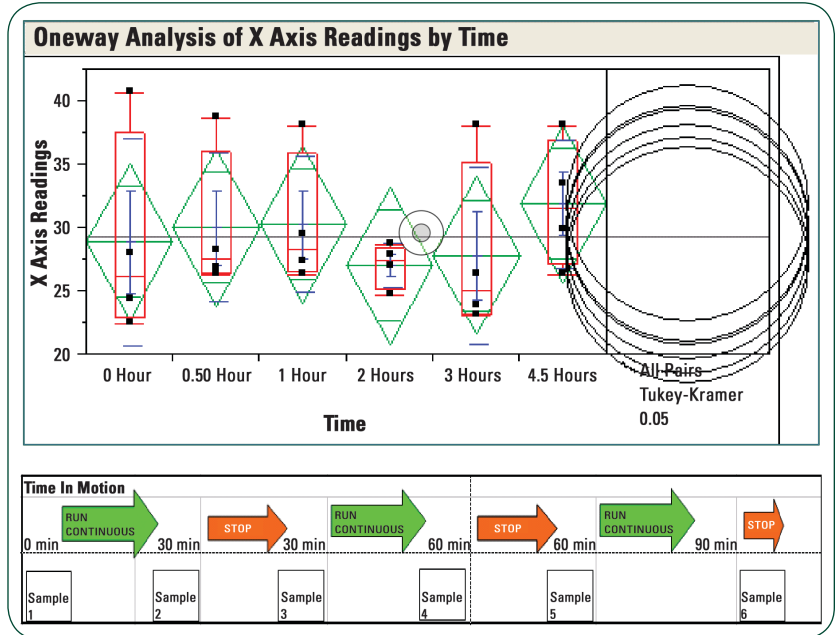 Oneway Analysis of X Axis Readings by Time
X Axis Readings
40
35
30
25
20
0 Hour 0.50 Hour 1 Hour 2 Hours 3 Hours 4.5 Hours
All Pairs
Tukey-Kramer
0.05
Time
Time In Motion
RUN
CONTINUOUS
STOP
RUN
CONTINUOUS
STOP
RUN
CONTINUOUS
STOP
0 min 30 min 30 min 60 min 60 min 90 min
Sample
1
Sample
2
Sample
3
Sample
4
Sample
5
Sample
6